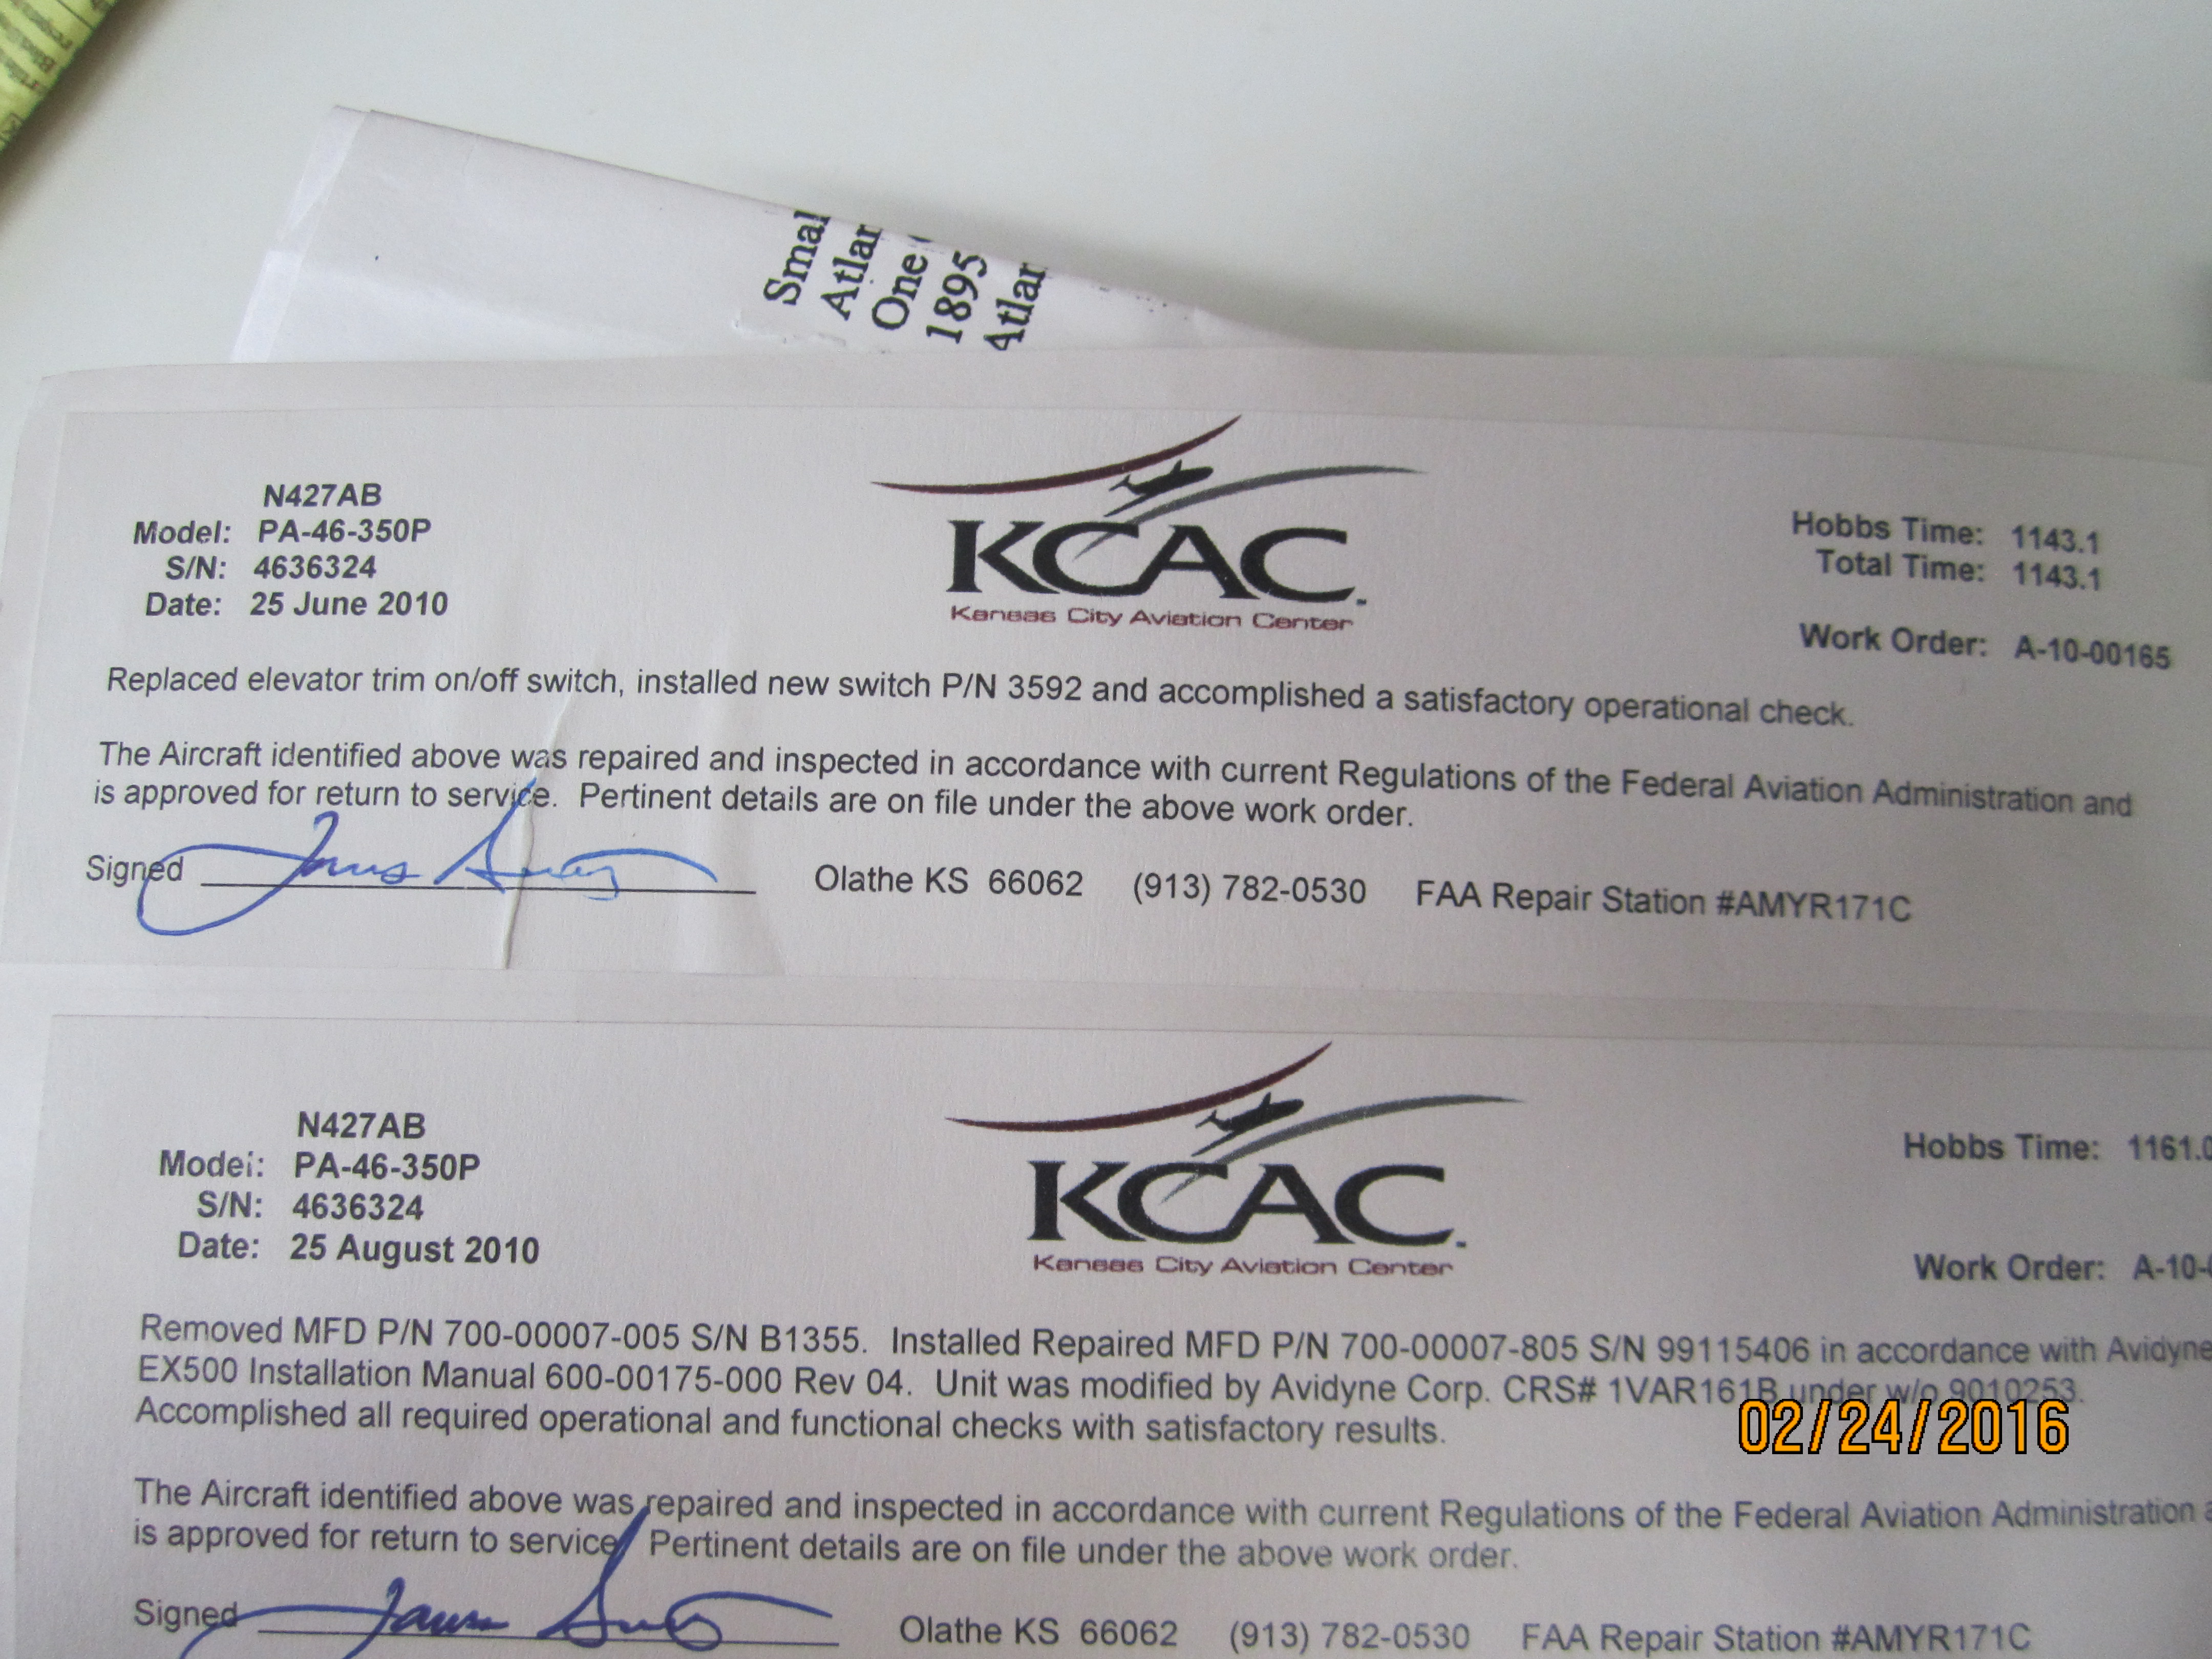 Smal
Atlar
One
1895
Atlar
N427AB
Model: PA-46-350P
S/N: 4636324
Date: 25 June 2010
KCAC
Kansas City Aviation Center
Hobbs Time: 1143.1
Total Time: 1143.1
Work Order: A-10-00165
Replaced elevator trim on/off switch, installed new switch P/N 3592 and accomplished a satisfactory operational check.
The Aircraft identified above was repaired and inspected in accordance with current Regulations of the Federal Aviation Administration and
is approved for return to service. Pertinent details are on file under the above work order.
Signed Olathe KS 66062 (913) 782-0530 FAA Repair Station #AMYR171C
N427AB
Model: PA-46-350P
S/N: 4636324
Date: 25 August 2010
KCAC
Kansas City Aviation Center
Hobbs Time: 1161.0
Work Order: A-10-
Removed MFD P/N 700-00007-005 S/N B1355. Installed Repaired MFD P/N 700-00007-805 S/N 99115406 in accordance with Avidyne
EX500 Installation Manual 600-00175-000 Rev 04. Unit was modified by Avidyne Corp. CRS# 1VAR161B under w/o 9010253.
Accomplished all required operational and functional checks with satisfactory results.
02/24/2016
The Aircraft identified above was repaired and inspected in accordance with current Regulations of the Federal Aviation Administration
is approved for return to service. Pertinent details are on file under the above work order.
Signed Olathe KS 66062 (913) 782-0530 FAA Repair Station #AMYR171C